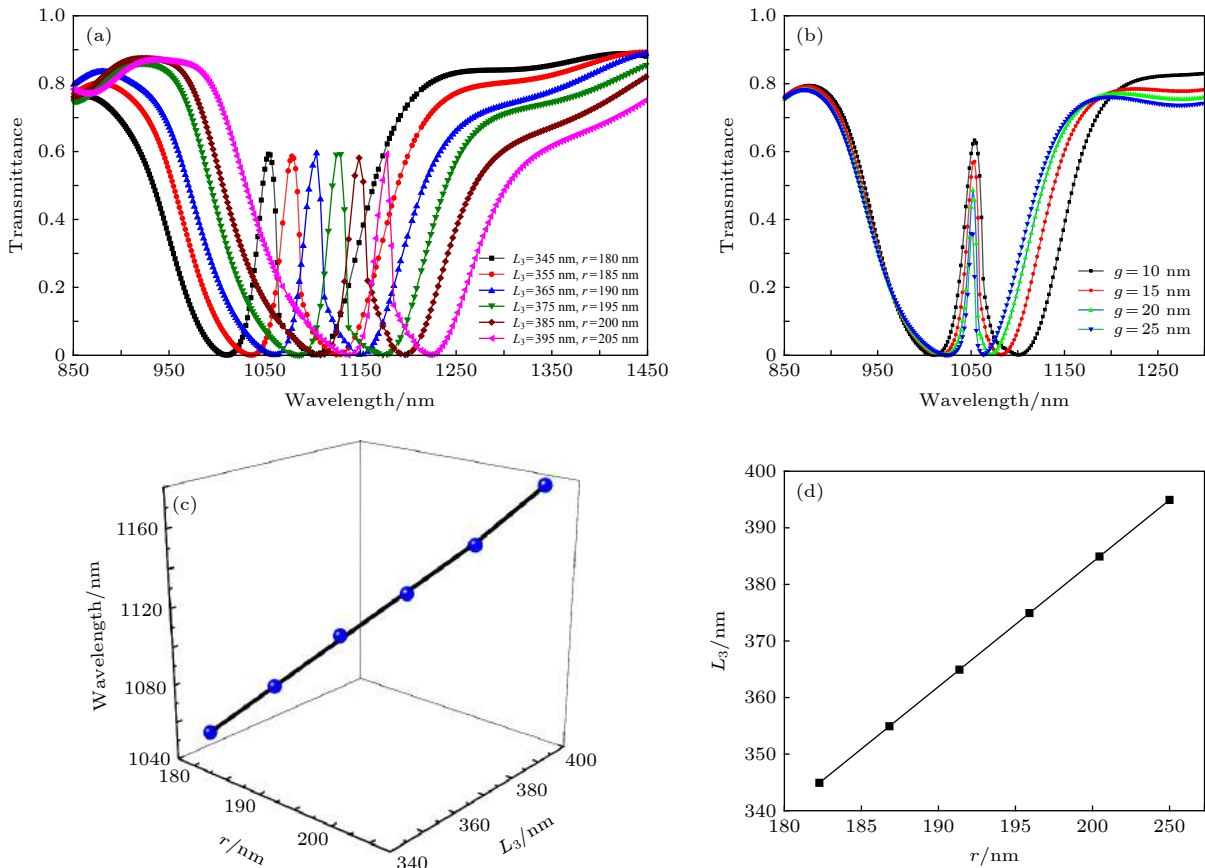 (a)
1.0
0.8
0.6
0.4
0.2
0
Transmittance
850
950
1050
1150
1250
1350
1450
Wavelength/nm
L3=345 nm, r=180 nm
L3=355 nm, r=185 nm
L3=365 nm, r=190 nm
L3=375 nm, r=195 nm
L3=385 nm, r=200 nm
L3=395 nm, r=205 nm
(b)
1.0
0.8
0.6
0.4
0.2
0
Transmittance
850
950
1050
1150
1250
Wavelength/nm
g=10 nm
g=15 nm
g=20 nm
g=25 nm
(c)
1160
1120
1080
1040
Wavelength/nm
180
190
200
r/nm
340
360
380
400
L3/nm
(d)
400
390
380
370
360
350
340
L3/nm
180
185
190
195
200
250
r/nm